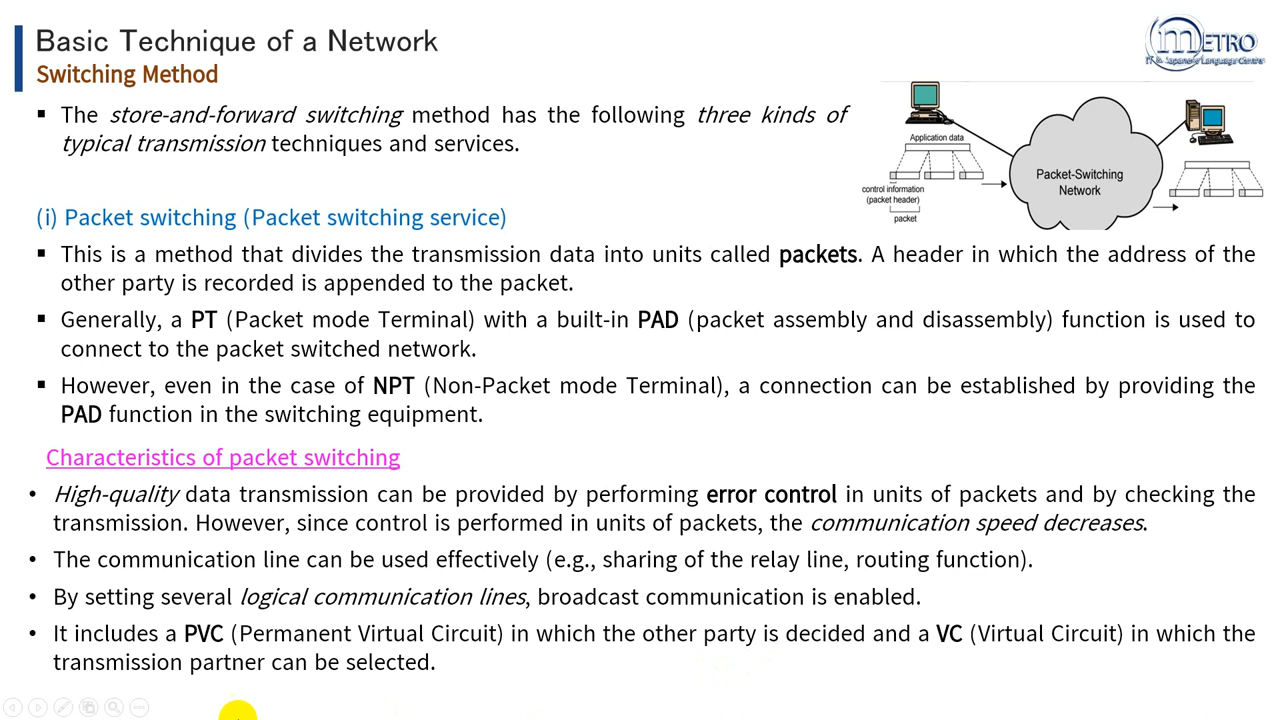 Basic Technique of a Network
METRO
IT & Japanese Language Centre
Switching Method
▪ The store-and-forward switching method has the following three kinds of
typical transmission techniques and services.
Application data
control information
(packet header)
packet
Packet-Switching
Network
(i) Packet switching (Packet switching service)
▪ This is a method that divides the transmission data into units called packets. A header in which the address of the
other party is recorded is appended to the packet.
▪ Generally, a PT (Packet mode Terminal) with a built-in PAD (packet assembly and disassembly) function is used to
connect to the packet switched network.
▪ However, even in the case of NPT (Non-Packet mode Terminal), a connection can be established by providing the
PAD function in the switching equipment.
Characteristics of packet switching
• High-quality data transmission can be provided by performing error control in units of packets and by checking the
transmission. However, since control is performed in units of packets, the communication speed decreases.
• The communication line can be used effectively (e.g., sharing of the relay line, routing function).
• By setting several logical communication lines, broadcast communication is enabled.
• It includes a PVC (Permanent Virtual Circuit) in which the other party is decided and a VC (Virtual Circuit) in which the
transmission partner can be selected.